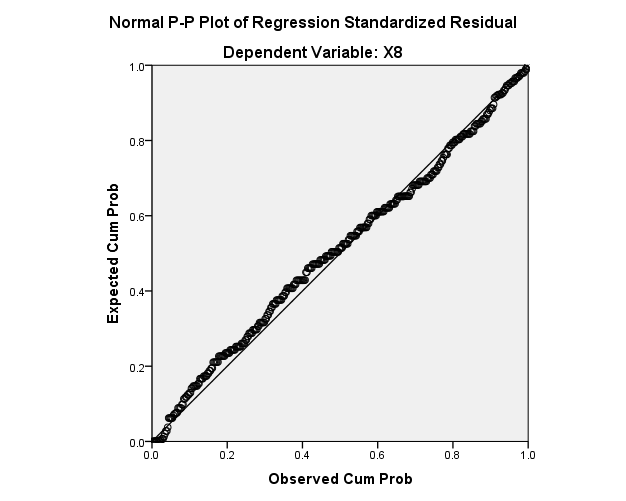 Normal P-P Plot of Regression Standardized Residual
Dependent Variable: X8
1.0
0.8
0.6
0.4
0.2
0.0
Expected Cum Prob
0.0 0.2 0.4 0.6 0.8 1.0
Observed Cum Prob